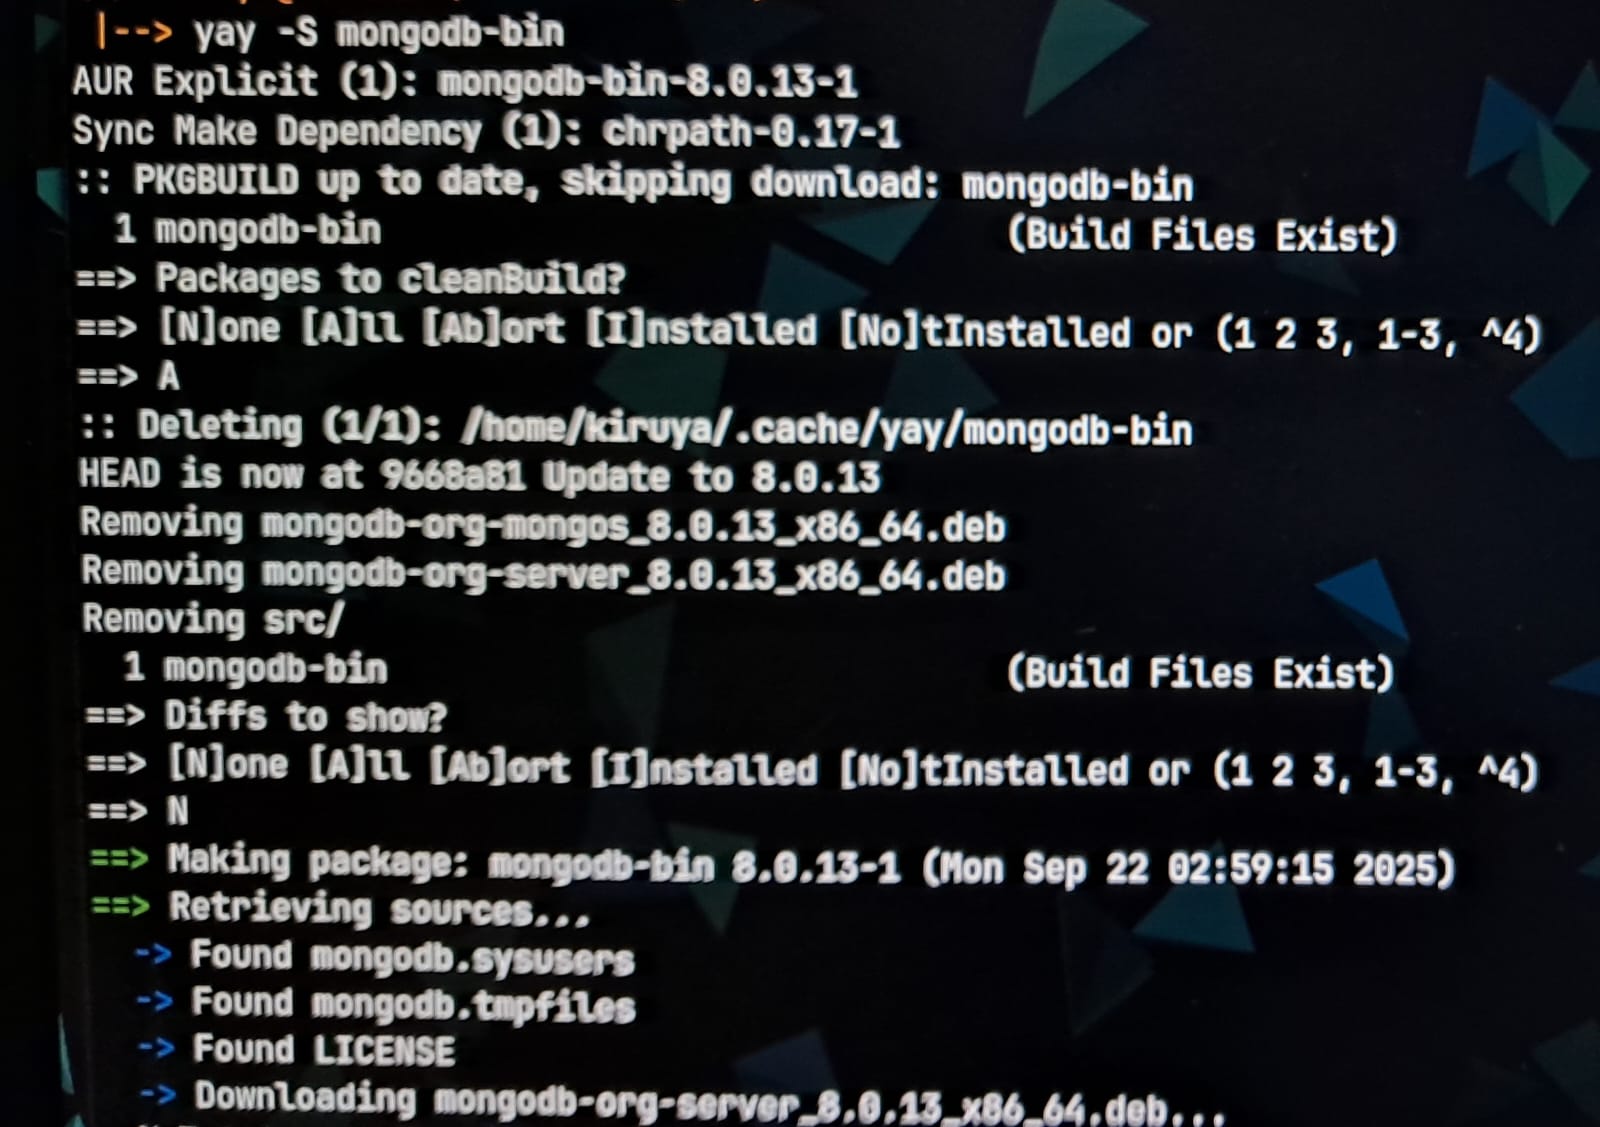 |--> yay -S mongodb-bin
AUR Explicit (1): mongodb-bin-8.0.13-1
Sync Make Dependency (1): chrpath-0.17-1
:: PKGBUILD up to date, skipping download: mongodb-bin
1 mongodb-bin (Build Files Exist)
==> Packages to cleanBuild?
==> [N]one [A]ll [Ab]ort [I]nstalled [No]tInstalled or (1 2 3, 1-3, ^4)
==> A
:: Deleting (1/1): /home/kiruya/.cache/yay/mongodb-bin
HEAD is now at 9668a81 Update to 8.0.13
Removing mongodb-org-mongos_8.0.13_x86_64.deb
Removing mongodb-org-server_8.0.13_x86_64.deb
Removing src/
1 mongodb-bin (Build Files Exist)
==> Diffs to show?
==> [N]one [A]ll [Ab]ort [I]nstalled [No]tInstalled or (1 2 3, 1-3, ^4)
==> N
==> Making package: mongodb-bin 8.0.13-1 (Mon Sep 22 02:59:15 2025)
==> Retrieving sources...
-> Found mongodb.sysusers
-> Found mongodb.tmpfiles
-> Found LICENSE
-> Downloading mongodb-org-server_8.0.13_x86_64.deb...